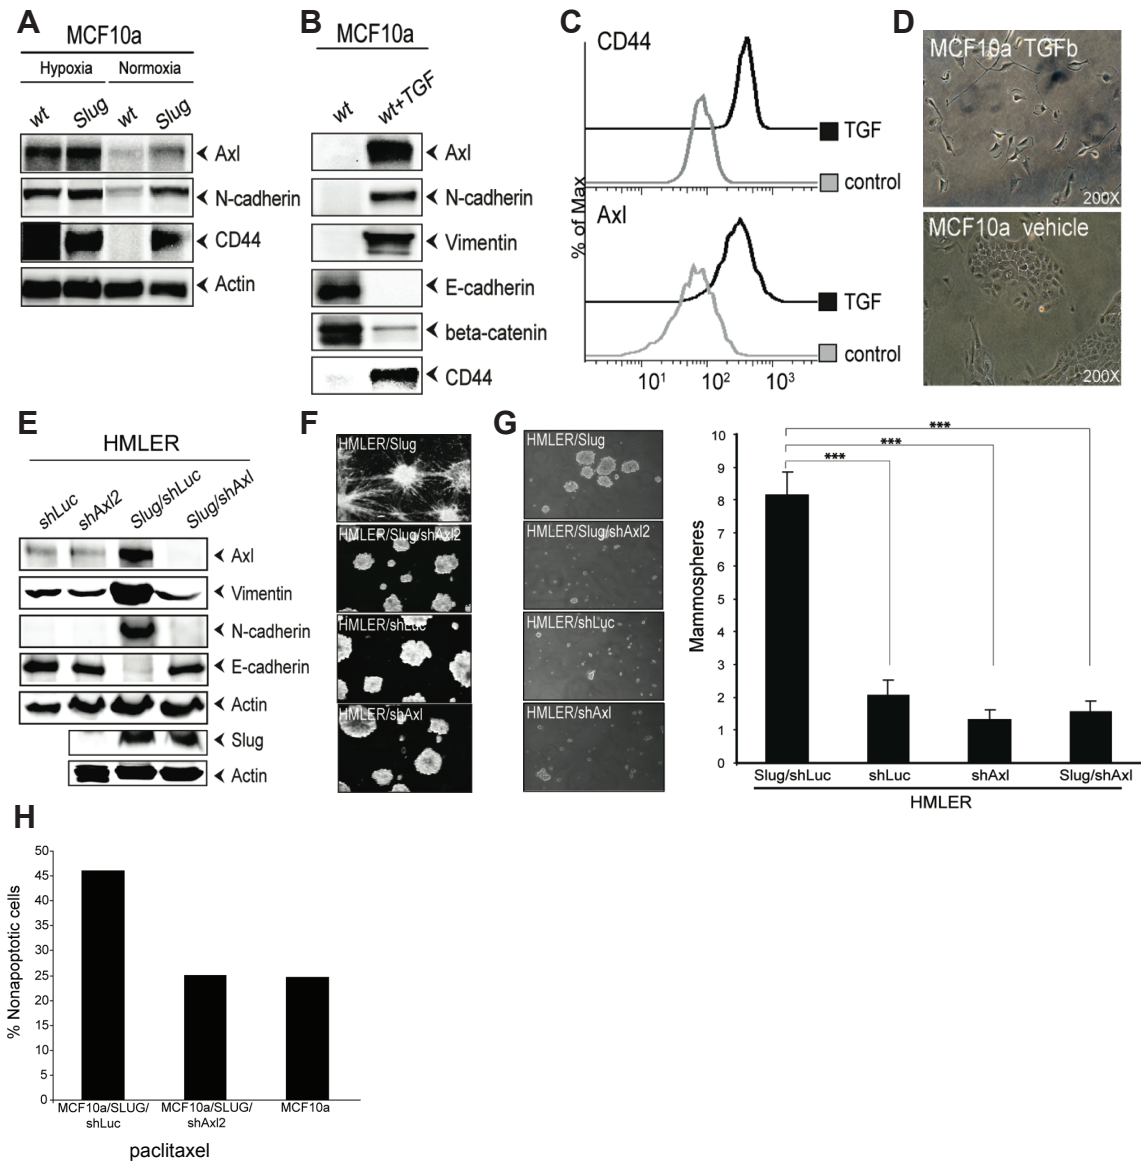 A
MCF10a
Hypoxia Normoxia
wt Slug wt Slug
Axl
N-cadherin
CD44
Actin
B
MCF10a
wt wt+TGF
Axl
N-cadherin
Vimentin
E-cadherin
beta-catenin
CD44
C
CD44
TGF
control
Axl
TGF
control
% of Max
10¹ 10² 10³
D
MCF10a TGFb
200X
MCF10a vehicle
200X
E
HMLER
shLuc shAxl2 Slug/shLuc Slug/shAxl
Axl
Vimentin
N-cadherin
E-cadherin
Actin
Slug
Actin
F
HMLER/Slug
HMLER/Slug/shAxl2
HMLER/shLuc
HMLER/shAxl
G
HMLER/Slug
HMLER/Slug/shAxl2
HMLER/shLuc
HMLER/shAxl
Mammospheres
10
9
8
7
6
5
4
3
2
1
0
***
***
***
Slug/shLuc shLuc shAxl Slug/shAxl
HMLER
H
% Nonapoptotic cells
50
45
40
35
30
25
20
15
10
5
0
MCF10a/SLUG/ MCF10a/SLUG/ MCF10a
shLuc shAxl2
paclitaxel